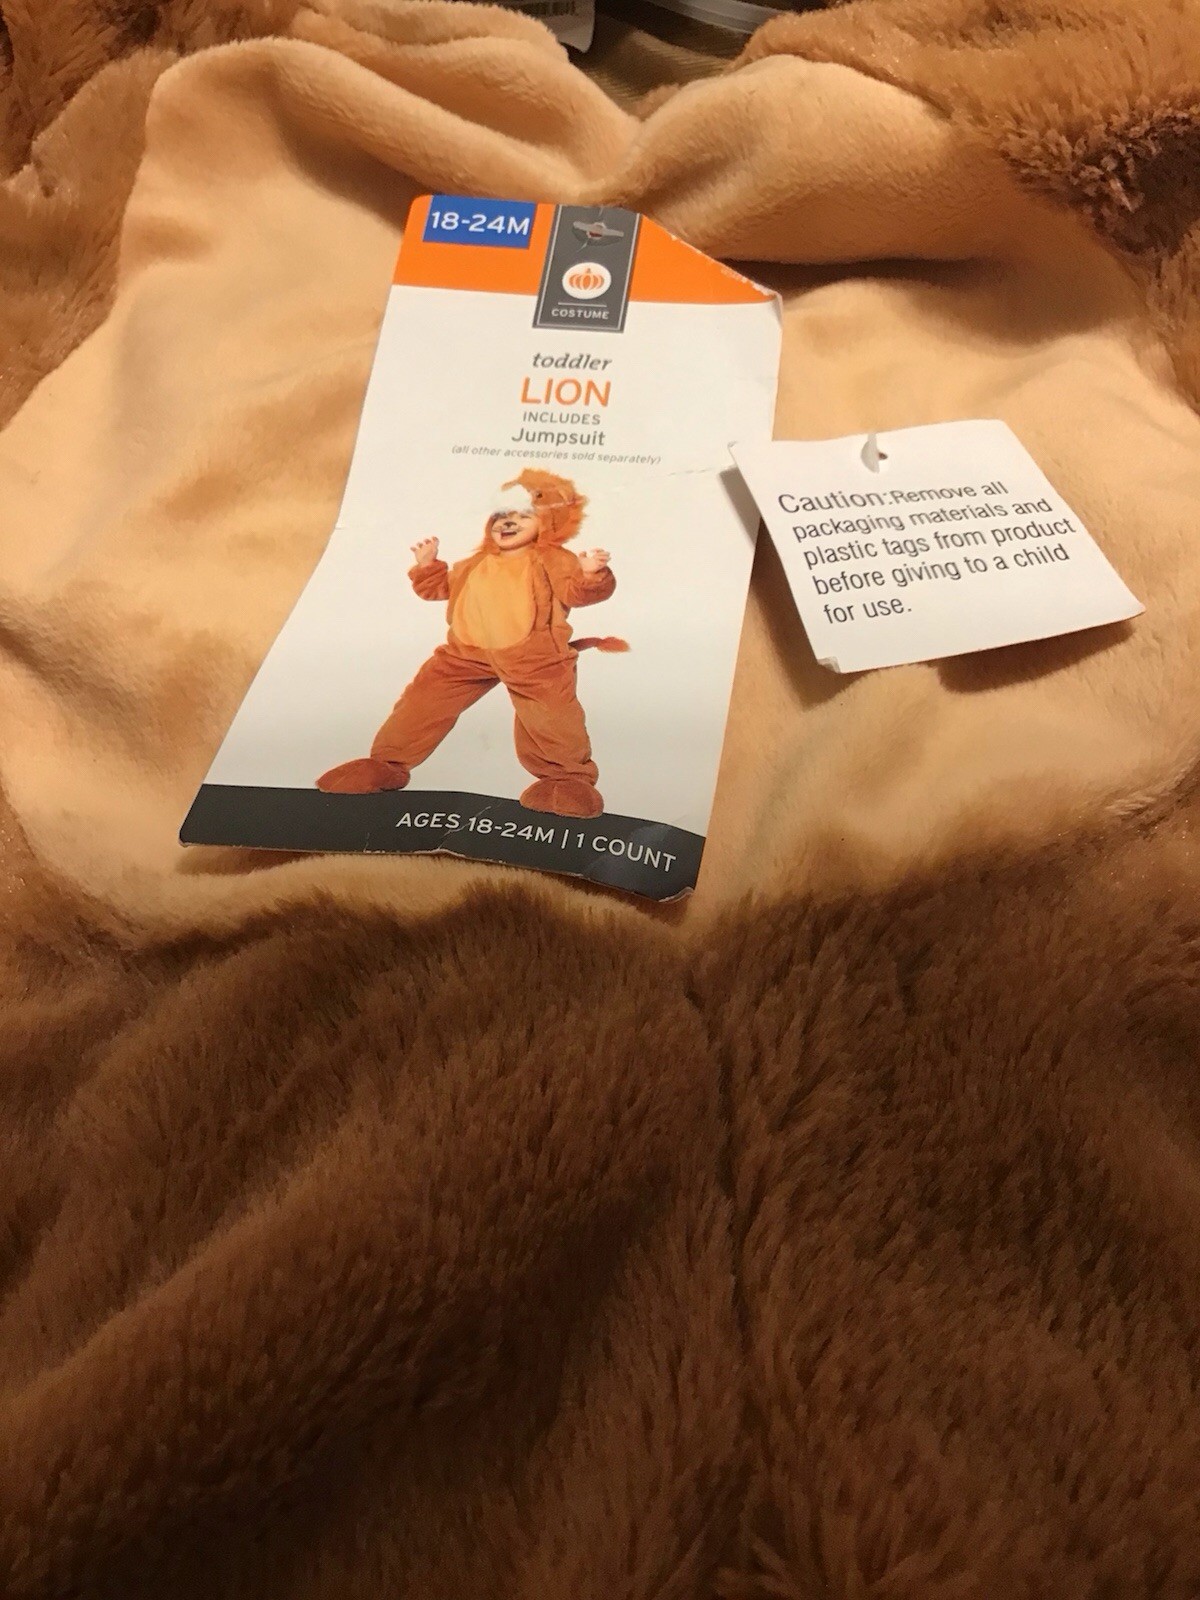 18-24M
COSTUME
toddler
LION
INCLUDES
Jumpsuit
(all other accessories sold separately)
AGES 18-24M | 1 COUNT
Caution:Remove all
packaging materials and
plastic tags from product
before giving to a child
for use.